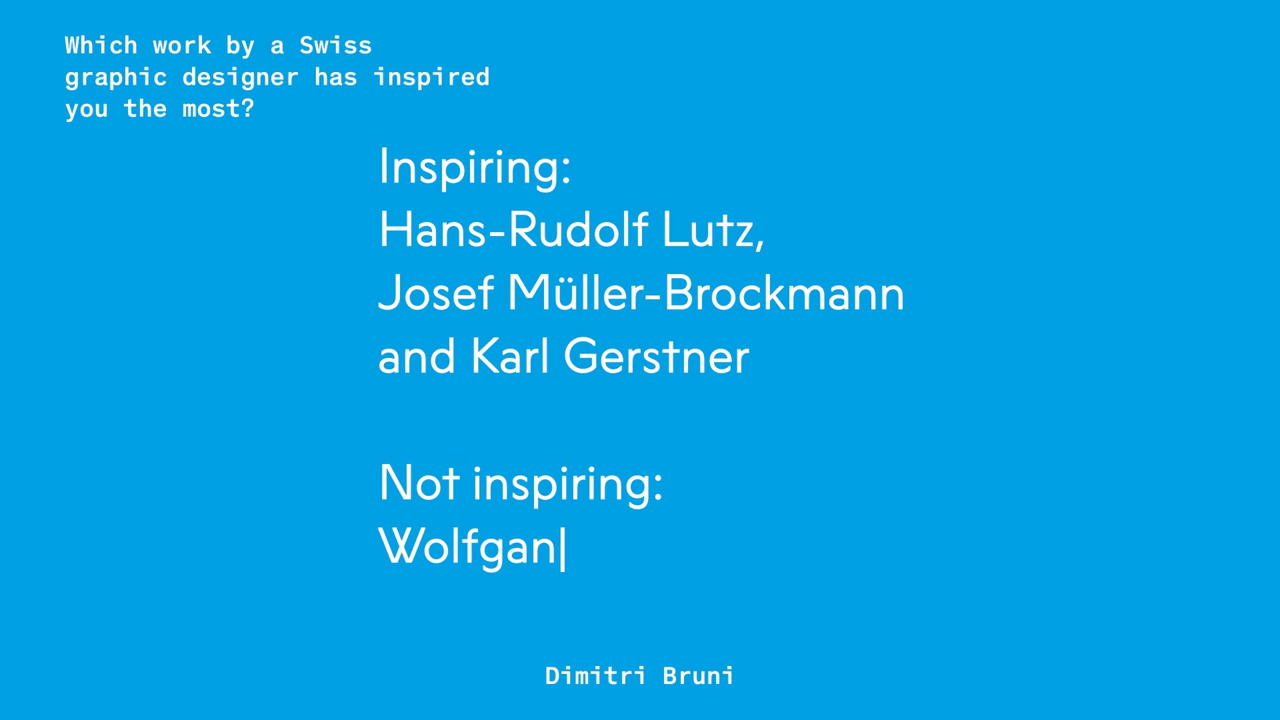 Which work by a Swiss
graphic designer has inspired
you the most?
Inspiring:
Hans-Rudolf Lutz,
Josef Müller-Brockmann
and Karl Gerstner
Not inspiring:
Wolfgan|
Dimitri Bruni